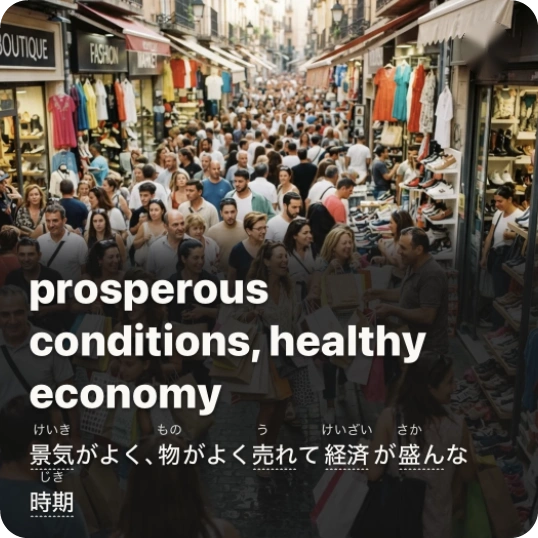 BOUTIQUE
FASHION
prosperous
conditions, healthy
economy
景気がよく、物がよく売れて経済が盛んな
時期
けいき もの う けいざい さか
じき